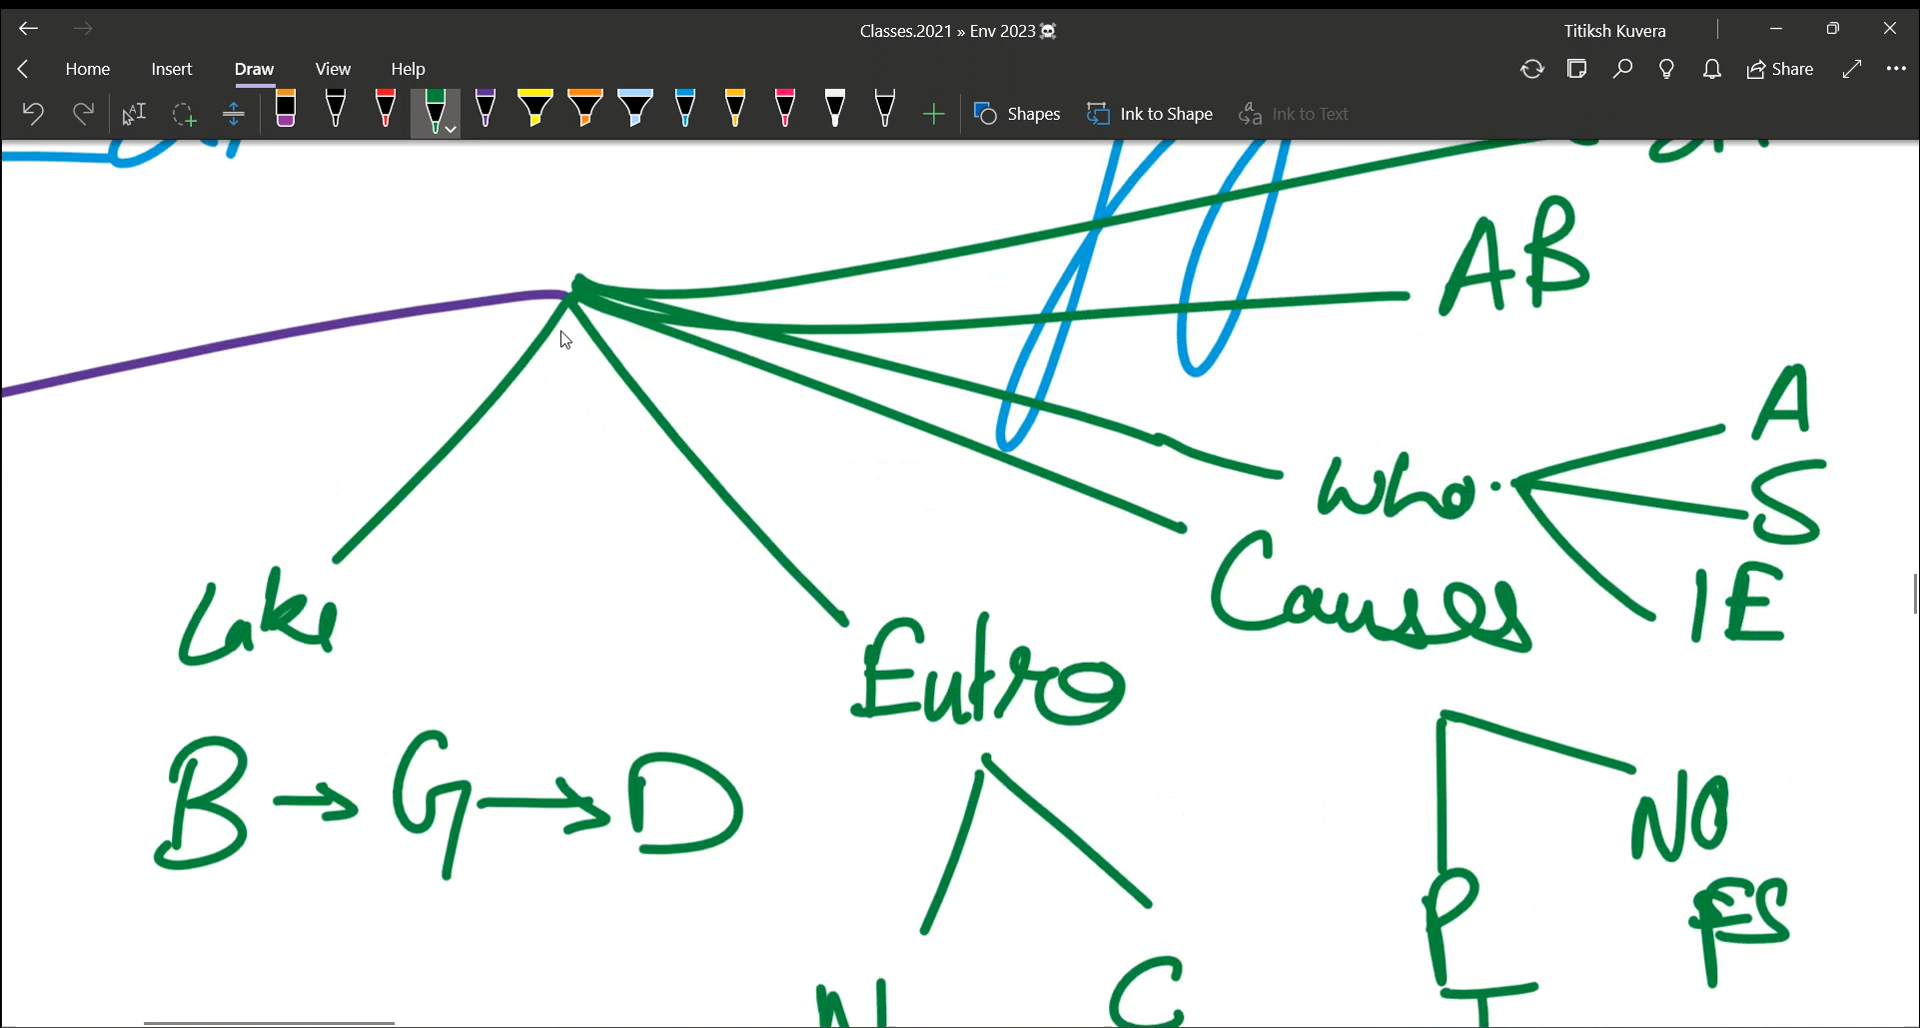 Classes.2021 » Env 2023☠
Titiksh Kuvera
Home Insert Draw View Help
Share
Shapes Ink to Shape Ink to Text
AB
A
Who.
S
Causes
IE
Lake
Eutro
B → G → D
NO
P
FS
N C
T